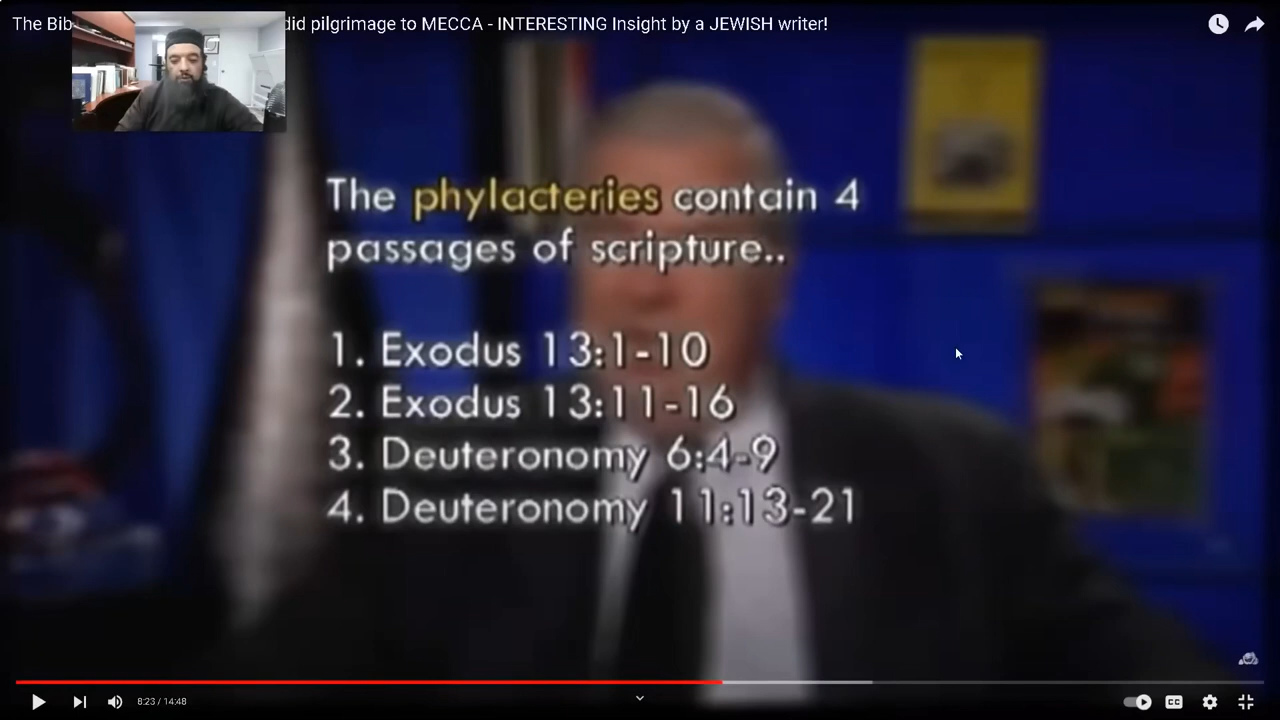 The Bib did pilgrimage to MECCA - INTERESTING Insight by a JEWISH writer!
The phylacteries contain 4
passages of scripture..
1. Exodus 13:1-10
2. Exodus 13:11-16
3. Deuteronomy 6:4-9
4. Deuteronomy 11:13-21
8:23 / 14:48
CC